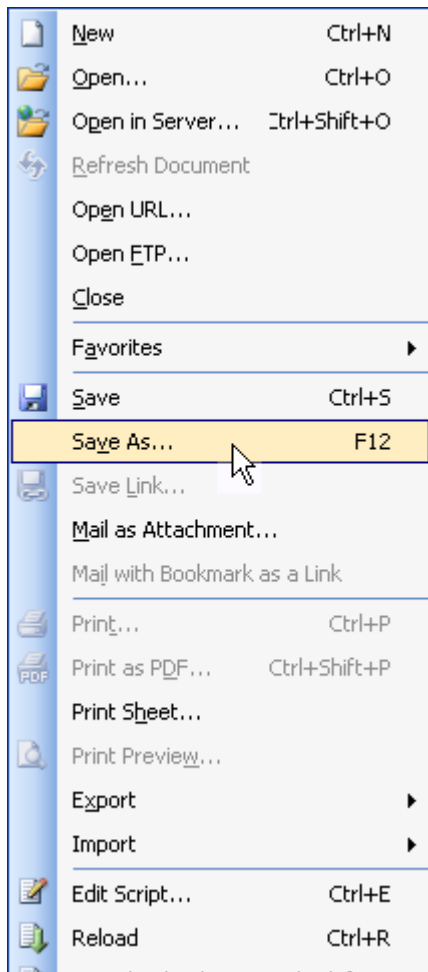 New Ctrl+N
Open... Ctrl+O
Open in Server... Ctrl+Shift+O
Refresh Document
Open URL...
Open FTP...
Close
Favorites
Save Ctrl+S
Save As... F12
Save Link...
Mail as Attachment...
Mail with Bookmark as a Link
Print... Ctrl+P
Print as PDF... Ctrl+Shift+P
Print Sheet...
Print Preview...
Export
Import
Edit Script... Ctrl+E
Reload Ctrl+R